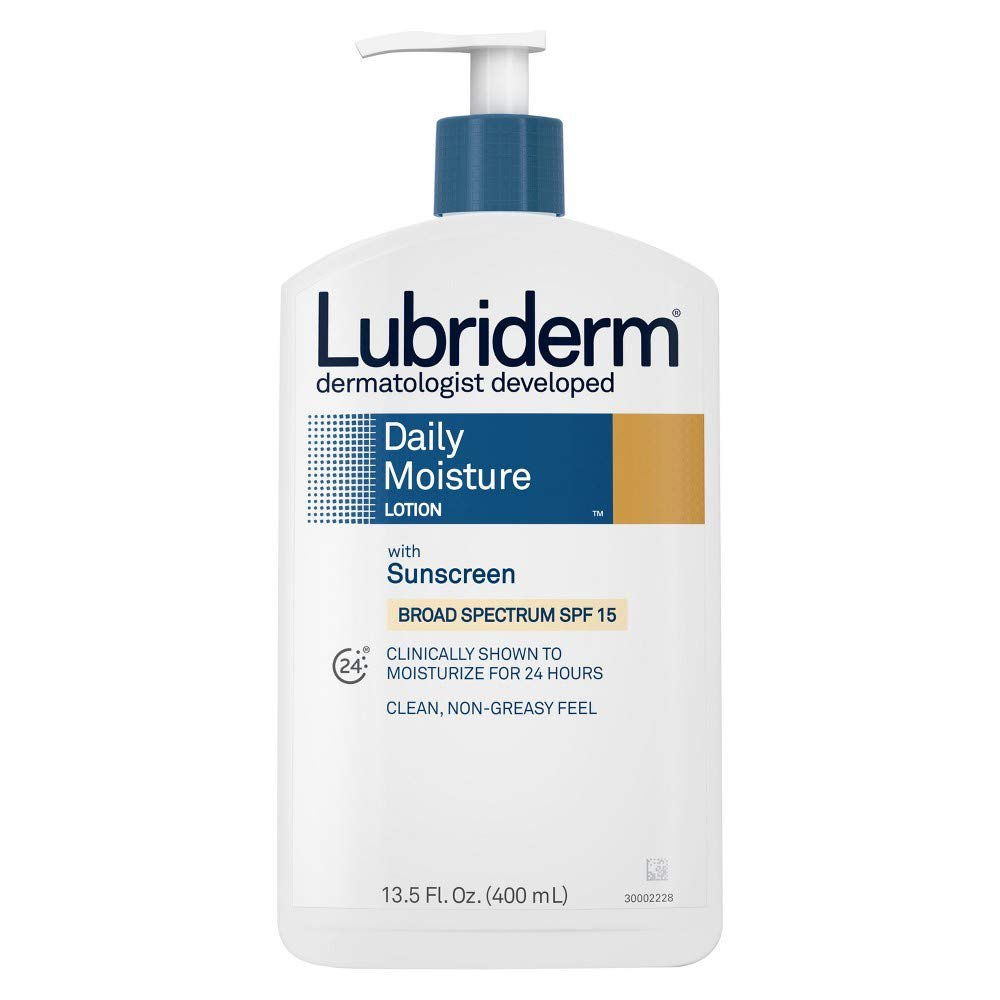 Lubriderm®
dermatologist developed
Daily
Moisture
LOTION ™
with
Sunscreen
BROAD SPECTRUM SPF 15
24®
CLINICALLY SHOWN TO
MOISTURIZE FOR 24 HOURS
CLEAN, NON-GREASY FEEL
13.5 Fl. Oz. (400 mL)
30002228